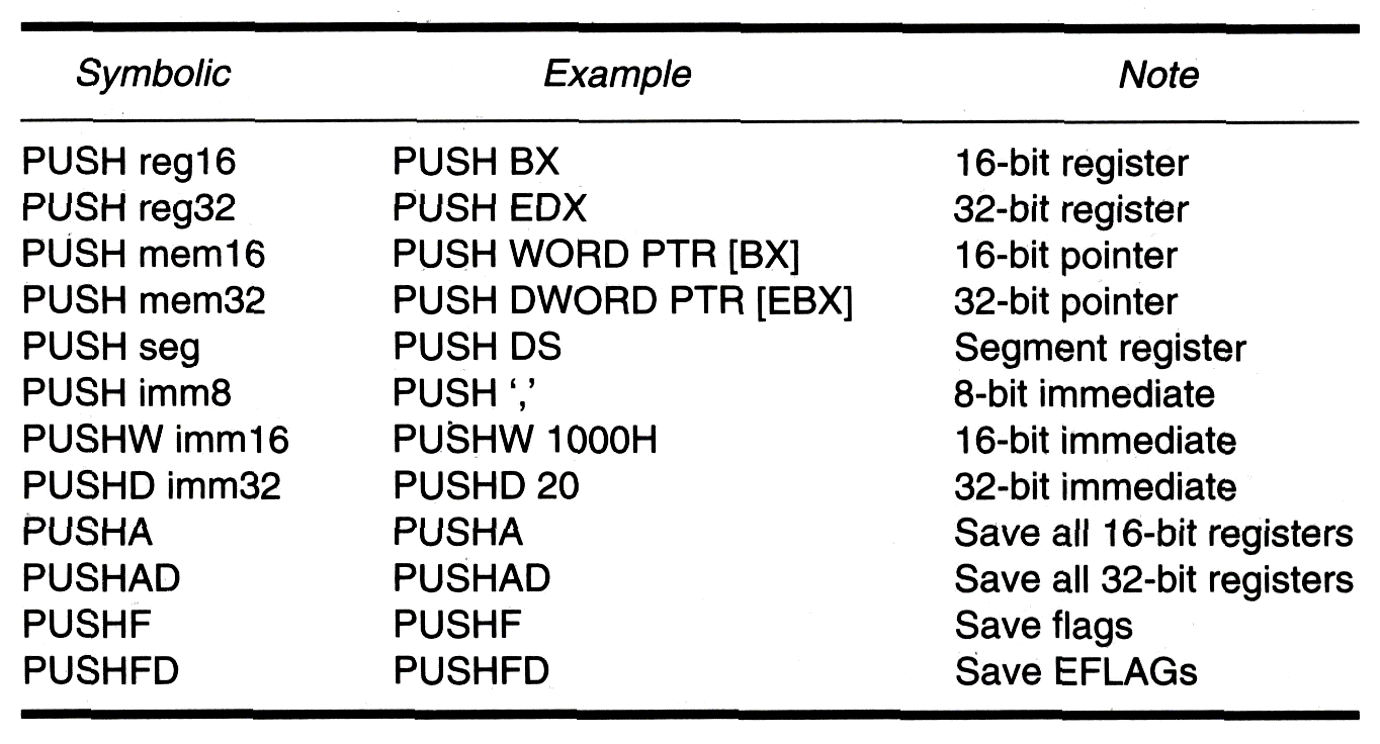 Symbolic Example Note
PUSH reg16 PUSH BX 16-bit register
PUSH reg32 PUSH EDX 32-bit register
PUSH mem16 PUSH WORD PTR [BX] 16-bit pointer
PUSH mem32 PUSH DWORD PTR [EBX] 32-bit pointer
PUSH seg PUSH DS Segment register
PUSH imm8 PUSH ‘,’ 8-bit immediate
PUSHW imm16 PUSHW 1000H 16-bit immediate
PUSHD imm32 PUSHD 20 32-bit immediate
PUSHA PUSHA Save all 16-bit registers
PUSHAD PUSHAD Save all 32-bit registers
PUSHF PUSHF Save flags
PUSHFD PUSHFD Save EFLAGs